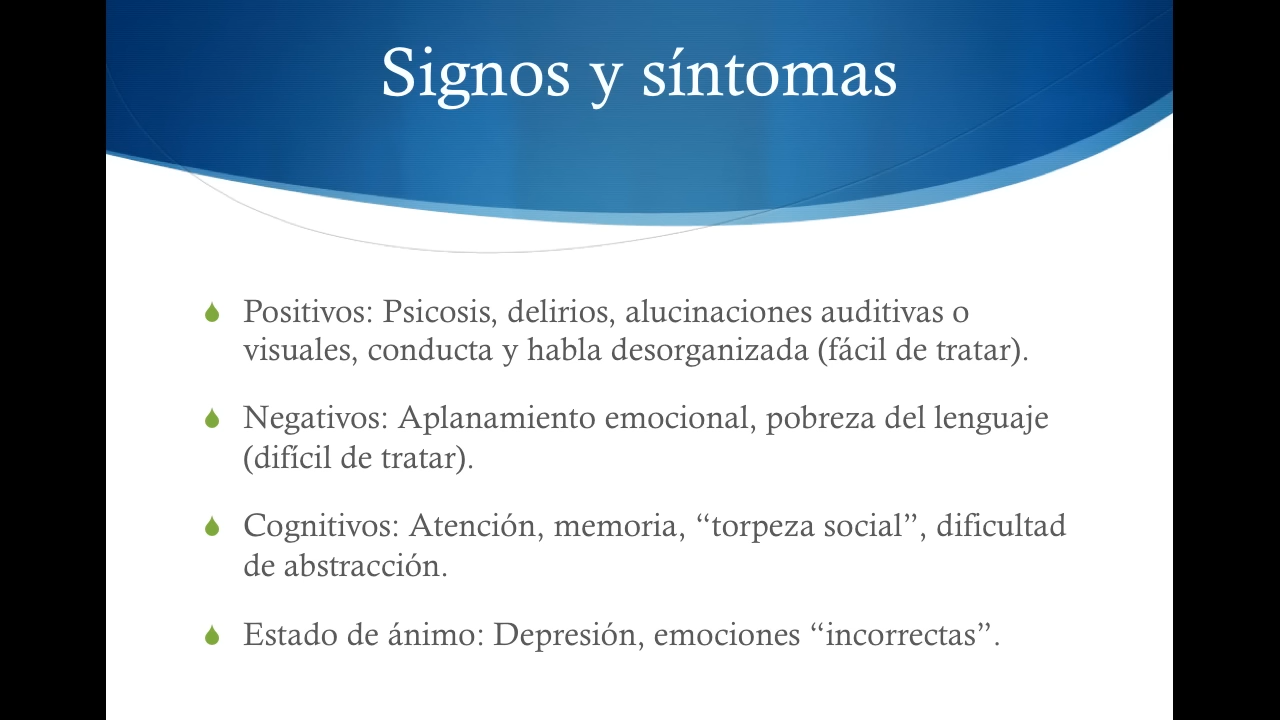 Signos y síntomas
Positivos: Psicosis, delirios, alucinaciones auditivas o
visuales, conducta y habla desorganizada (fácil de tratar).
Negativos: Aplanamiento emocional, pobreza del lenguaje
(difícil de tratar).
Cognitivos: Atención, memoria, “torpeza social”, dificultad
de abstracción.
Estado de ánimo: Depresión, emociones “incorrectas”.